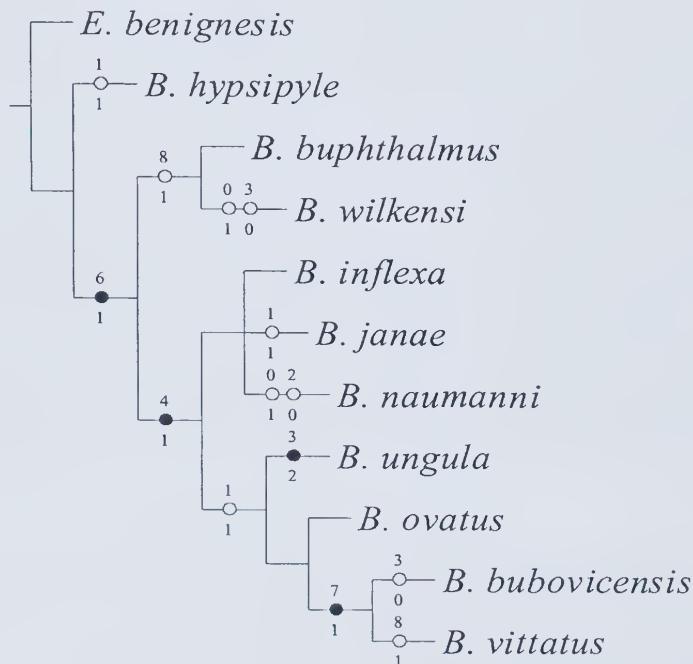 E. benignesis
1
1
B. hypsipyle
8
1
B. buphthalmus
0 3
1 0
B. wilkensi
6
1
B. inflexa
1
1
B. janae
0 2
1 0
B. naumanni
4
1
3
2
B. ungula
1
1
B. ovatus
3
0
B. bubovicensis
7
1
8
1
B. vittatus